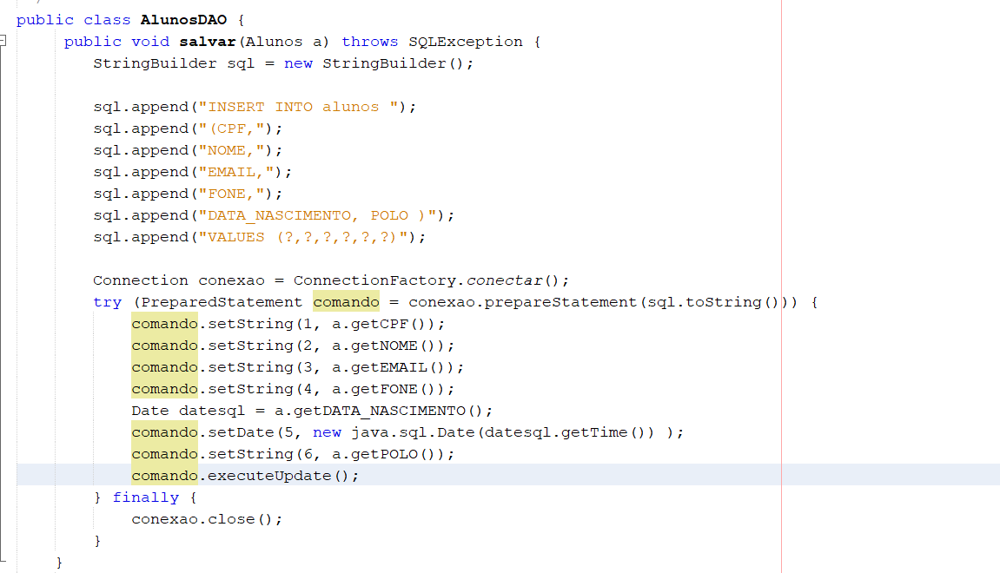 public class AlunosDAO {
public void salvar(Alunos a) throws SQLException {
StringBuilder sql = new StringBuilder();
sql.append("INSERT INTO alunos ");
sql.append("(CPF,");
sql.append("NOME,");
sql.append("EMAIL,");
sql.append("FONE,");
sql.append("DATA_NASCIMENTO, POLO )");
sql.append("VALUES (?,?,?,?,?,?)");
Connection conexao = ConnectionFactory.conectar();
try (PreparedStatement comando = conexao.prepareStatement(sql.toString())) {
comando.setString(1, a.getCPF());
comando.setString(2, a.getNOME());
comando.setString(3, a.getEMAIL());
comando.setString(4, a.getFONE());
Date datesql = a.getDATA_NASCIMENTO();
comando.setDate(5, new java.sql.Date(datesql.getTime()) );
comando.setString(6, a.getPOLO());
comando.executeUpdate();
} finally {
conexao.close();
}
}